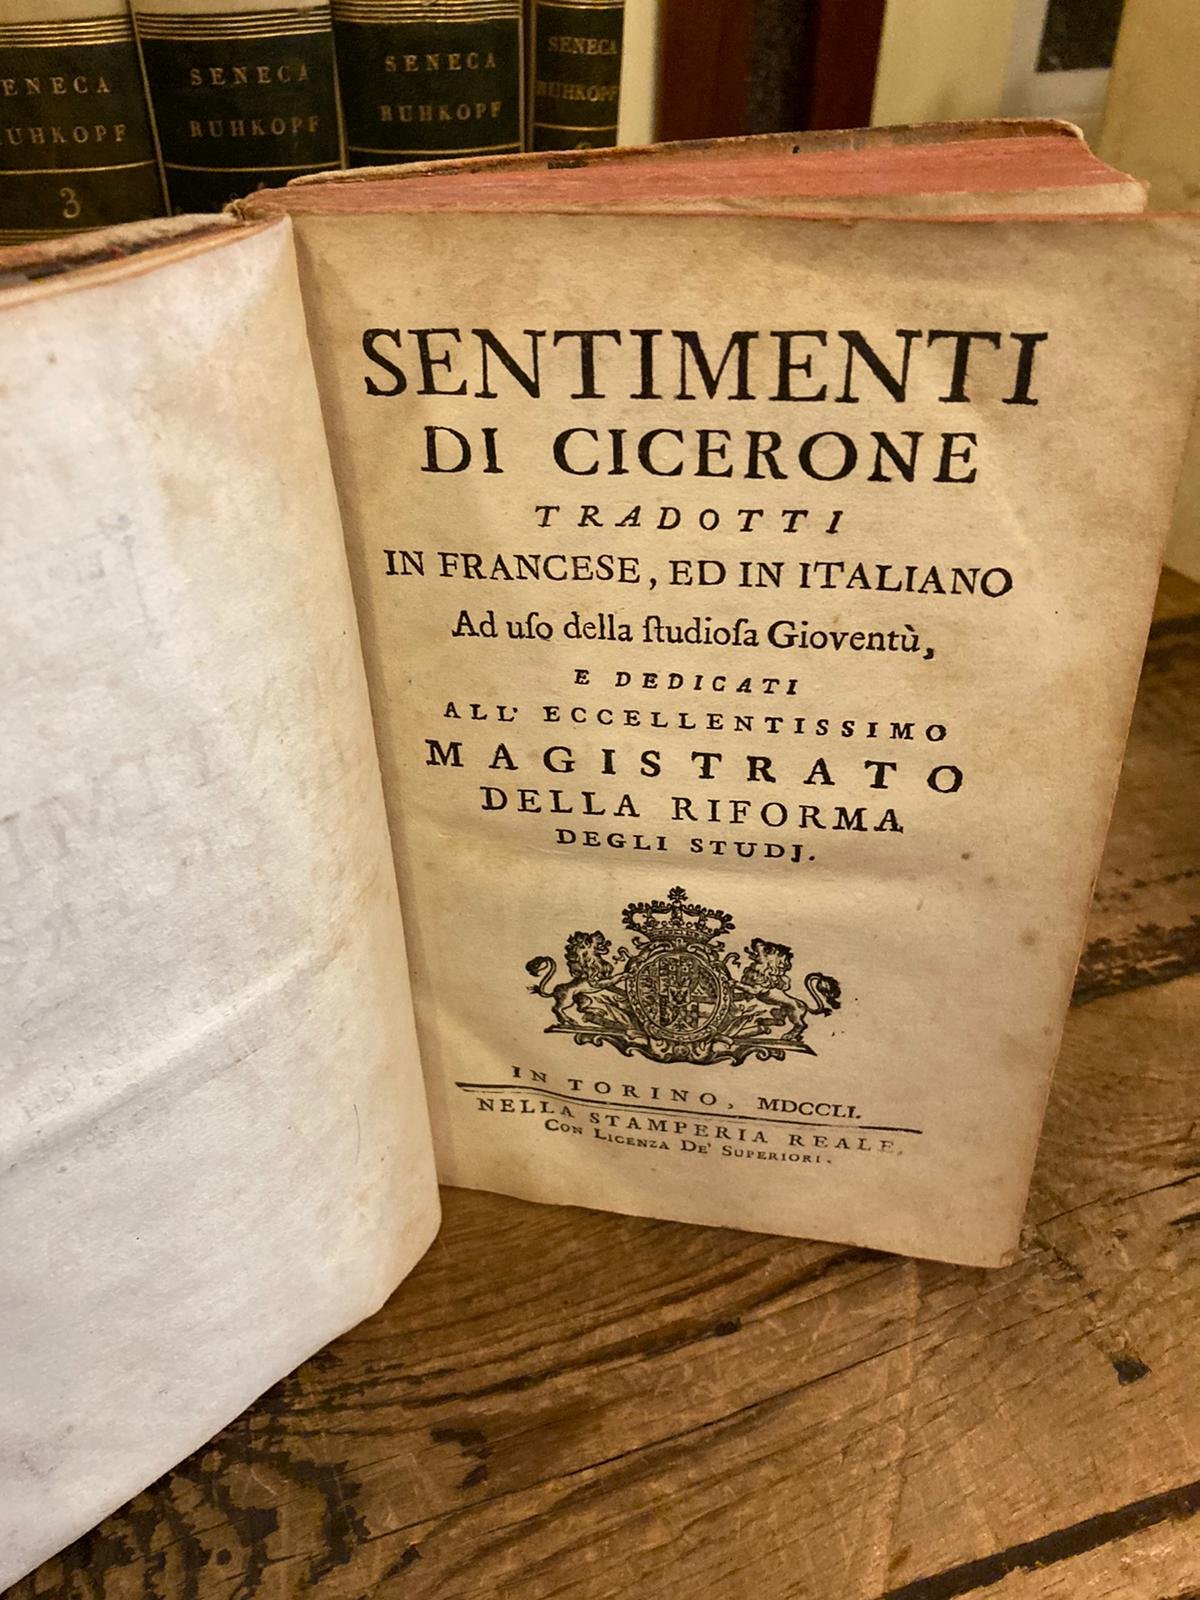 ENECA
UHKOPF
3
SENECA
RUHKOPF
SENECA
RUHKOPF
SENECA
RUHKOPF
SENTIMENTI
DI CICERONE
TRADOTTI
IN FRANCESE, ED IN ITALIANO
Ad uſo della ſtudioſa Gioventù,
E DEDICATI
ALL' ECCELLENTISSIMO
MAGISTRATO
DELLA RIFORMA
DEGLI STUDJ.
IN TORINO, MDCCLI.
NELLA STAMPERIA REALE,
CON LICENZA DE' SUPERIORI.